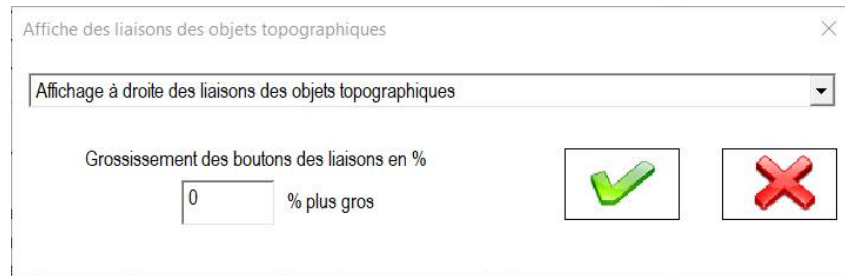 Affiche des liaisons des objets topographiques
Affichage à droite des liaisons des objets topographiques
Grossissement des boutons des liaisons en %
0 % plus gros